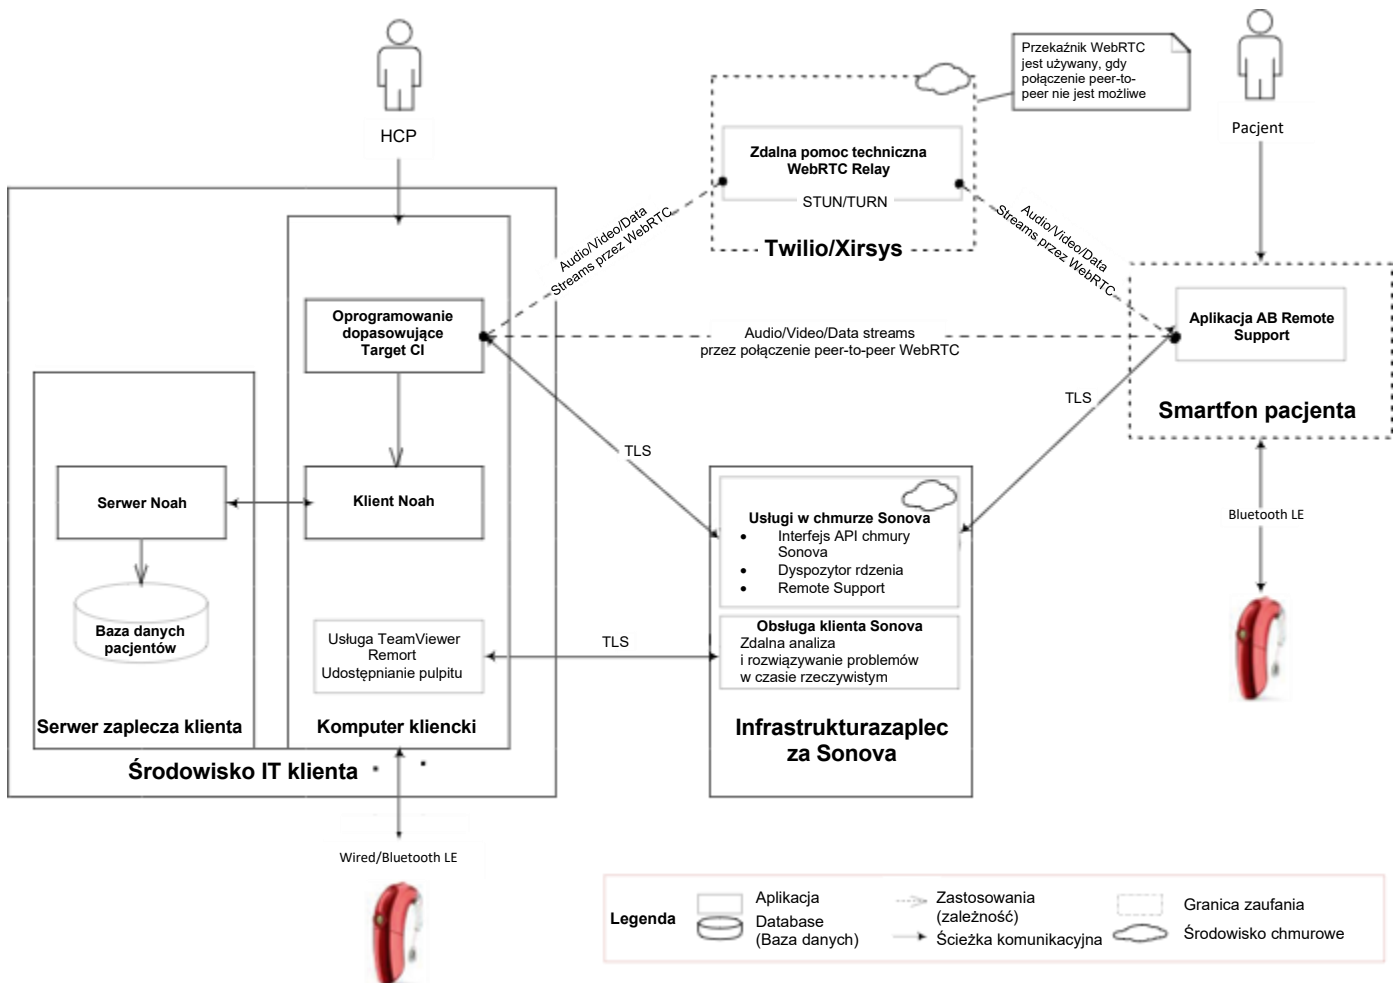 HCP
Przekaźnik WebRTC
jest używany, gdy
połączenie peer-to-
peer nie jest możliwe
Pacjent
Zdalna pomoc techniczna
WebRTC Relay
STUN/TURN
Twilio/Xirsys
Audio/Video/Data
Streams przez WebRTC
Audio/Video/Data
Streams przez WebRTC
Oprogramowanie
dopasowujące
Target CI
Audio/Video/Data streams
przez połączenie peer-to-peer WebRTC
Aplikacja AB Remote
Support
Smartfon pacjenta
TLS
TLS
Serwer Noah
Klient Noah
Usługi w chmurze Sonova
• Interfejs API chmury
Sonova
• Dyspozytor rdzenia
• Remote Support
Bluetooth LE
Baza danych
pacjentów
Usługa TeamViewer
Remort
Udostępnianie pulpitu
TLS
Obsługa klienta Sonova
Zdalna analiza
i rozwiązywanie problemów
w czasie rzeczywistym
Serwer zaplecza klienta
Komputer kliencki
Infrastrukturazaplec
za Sonova
Środowisko IT klienta
Wired/Bluetooth LE
Legenda
Aplikacja
Database
(Baza danych)
Zastosowania
(zależność)
Ścieżka komunikacyjna
Granica zaufania
Środowisko chmurowe